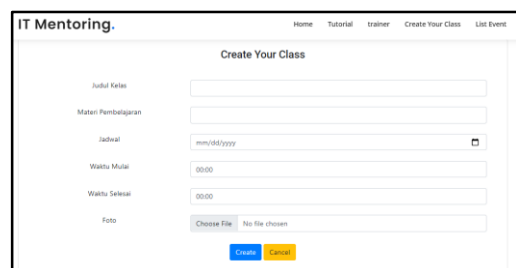 IT Mentoring. Home Tutorial trainer Create Your Class List Event
Create Your Class
Judul Kelas
Materi Pembelajaran
Jadwal mm/dd/yyyy
Waktu Mulai 00:00
Waktu Selesai 00:00
Foto Choose File No file chosen
Create Cancel